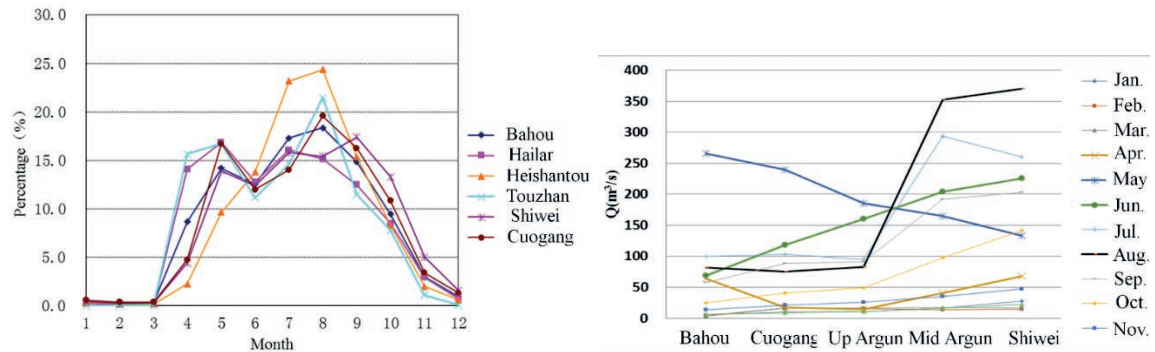 30.0
25.0
20.0
15.0
10.0
5.0
0.0
Percentage (%)
1 2 3 4 5 6 7 8 9 10 11 12
Month
Bahou
Hailar
Heishantou
Touzhan
Shiwei
Cuogang
400
350
300
250
200
150
100
50
0
Q(m³/s)
Bahou Cuogang Up Argun Mid Argun Shiwei
Jan.
Feb.
Mar.
Apr.
May
Jun.
Jul.
Aug.
Sep.
Oct.
Nov.